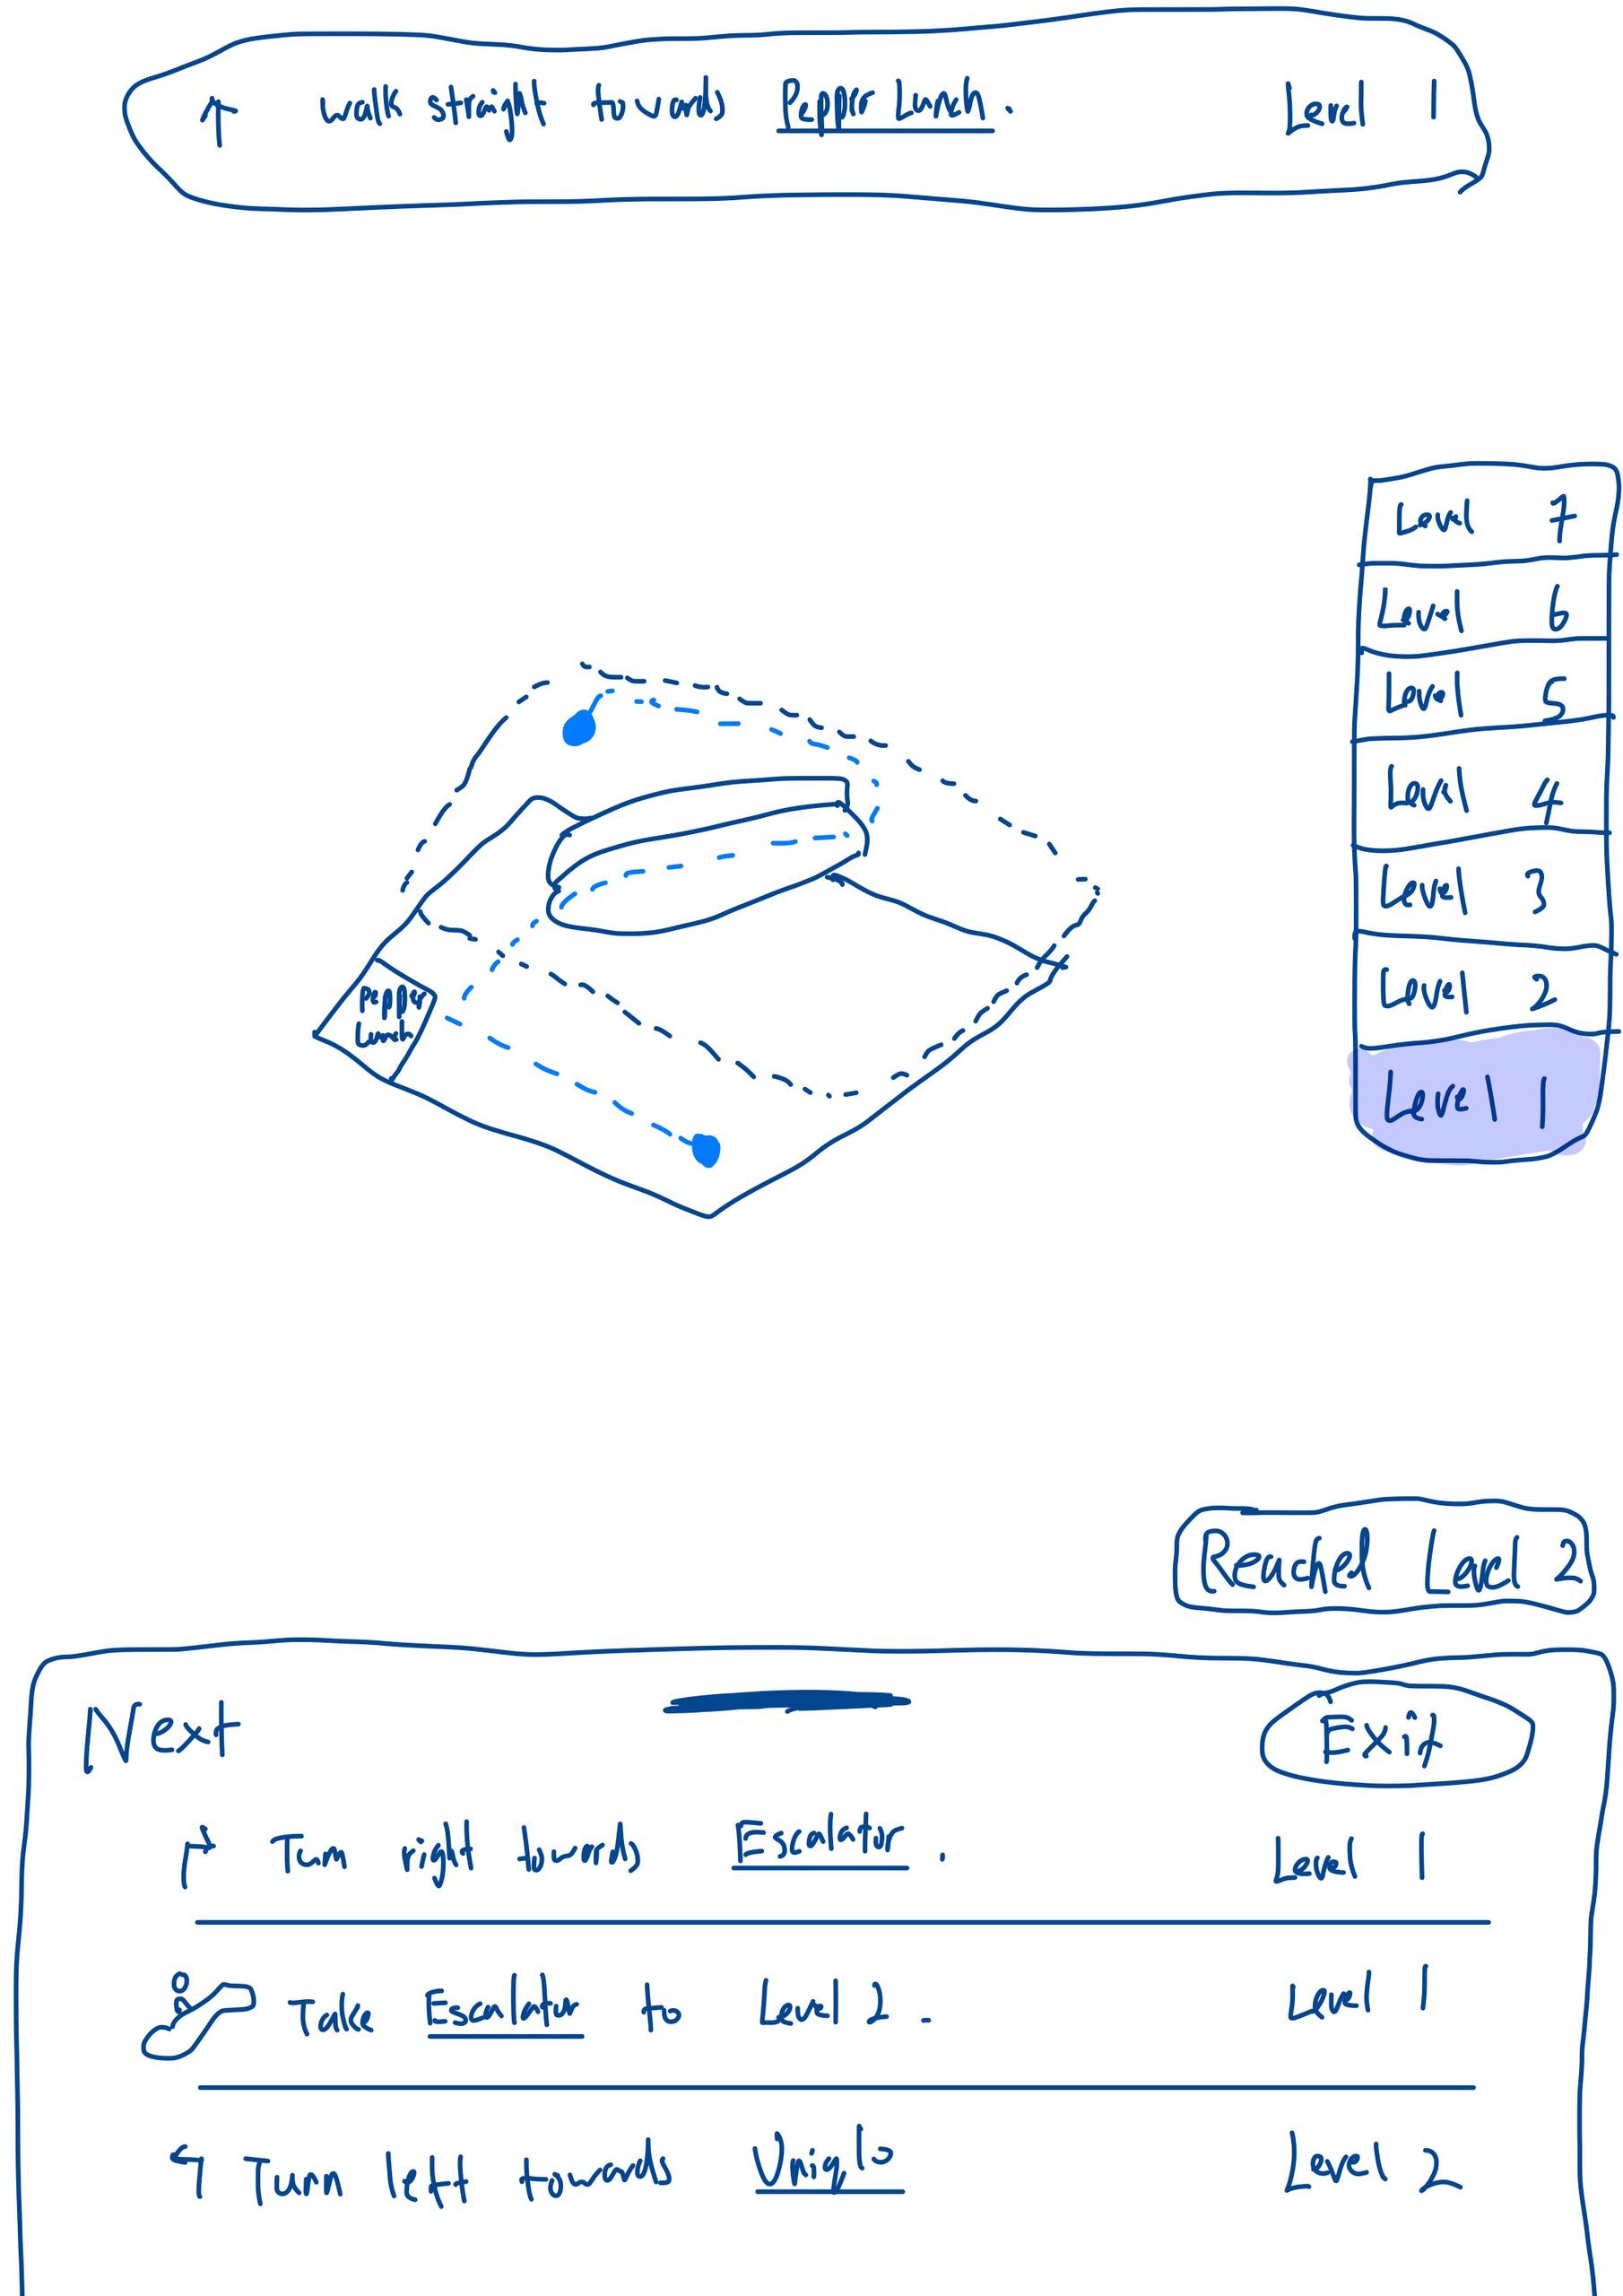 walk straight towards Pepper Lunch. Level 1
Level 7
Level 6
Level 5
Level 4
Level 3
Level 2
Level 1
Pepper
Lunch
Reached Level 2
Next Exit
Turn right towards Escalator. Level 1
Take Escalator to Level 2. Level 1
Turn left towards Uniqlo Level 2